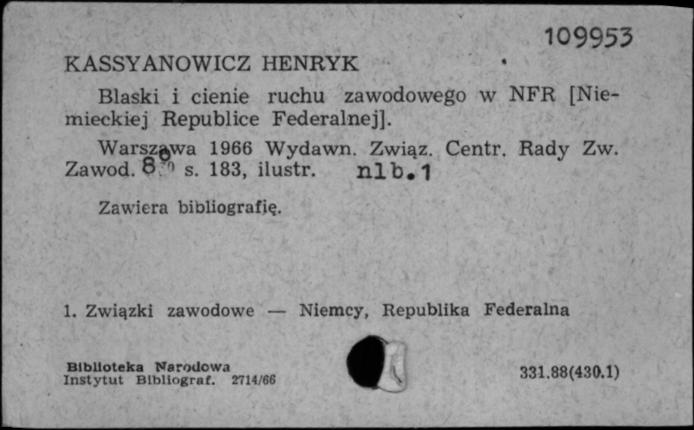 109953
KASSYANOWICZ HENRYK
Blaski i cienie ruchu zawodowego w NFR [Nie-
mieckiej Republice Federalnej].
Warszawa 1966 Wydawn. Związ. Centr. Rady Zw.
Zawod. 8º s. 183, ilustr. nlb.1
Zawiera bibliografię.
1. Związki zawodowe — Niemcy, Republika Federalna
Biblioteka Narodowa
Instytut Bibliograf. 2714/66
331.88(430.1)